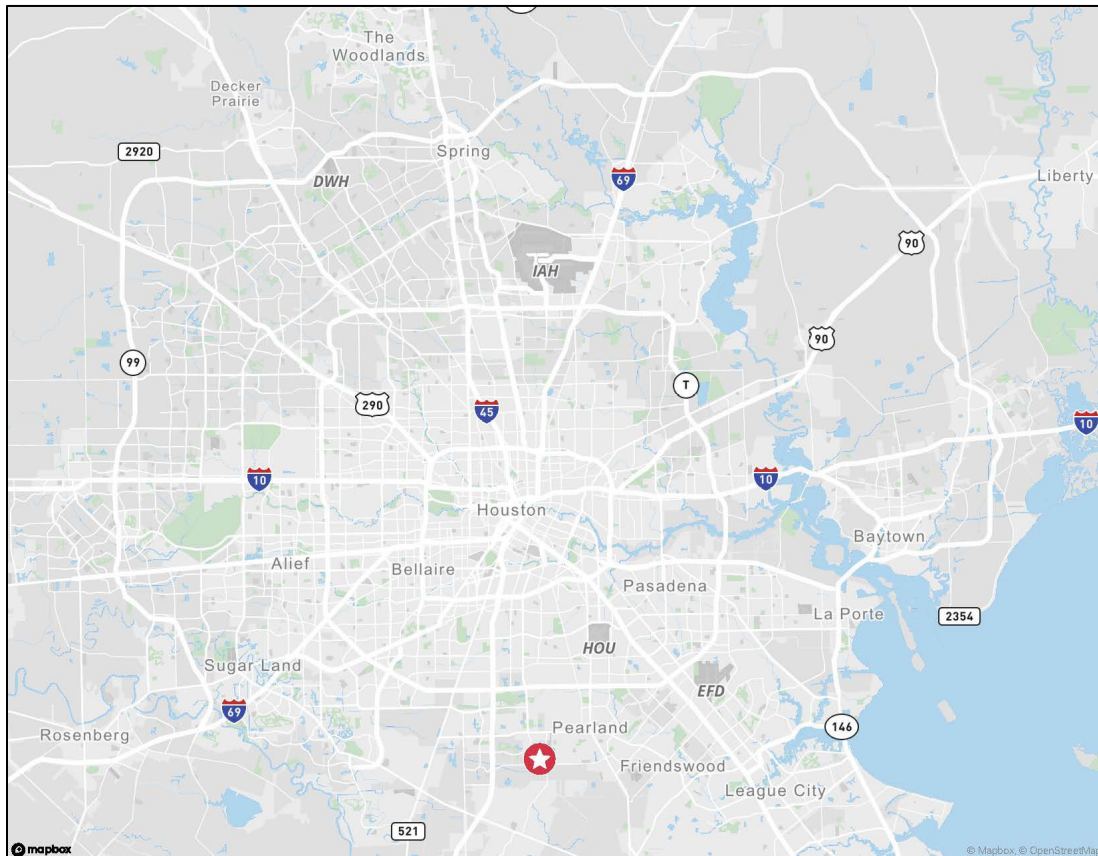 The
Woodlands
Decker
Prairie
2920
Spring
DWH
69
Liberty
90
IAH
90
99
T
290
45
10
10
10
Houston
Baytown
Alief
Bellaire
Pasadena
La Porte
2354
HOU
Sugar Land
EFD
69
Pearland
146
Rosenberg
Friendswood
League City
521
mapbox
© Mapbox, © OpenStreetMap